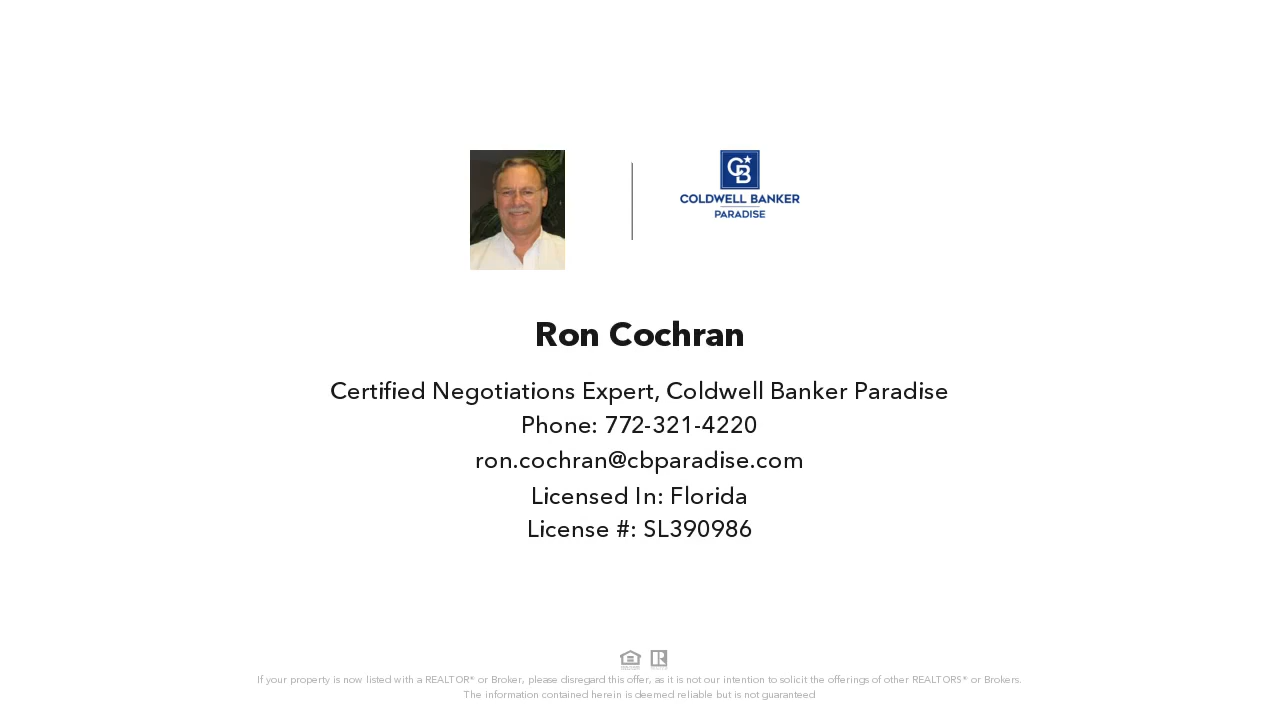 CB
COLDWELL BANKER
PARADISE
Ron Cochran
Certified Negotiations Expert, Coldwell Banker Paradise
Phone: 772-321-4220
ron.cochran@cbparadise.com
Licensed In: Florida
License #: SL390986
If your property is now listed with a REALTOR® or Broker, please disregard this offer, as it is not our intention to solicit the offerings of other REALTORS® or Brokers.
The information contained herein is deemed reliable but is not guaranteed